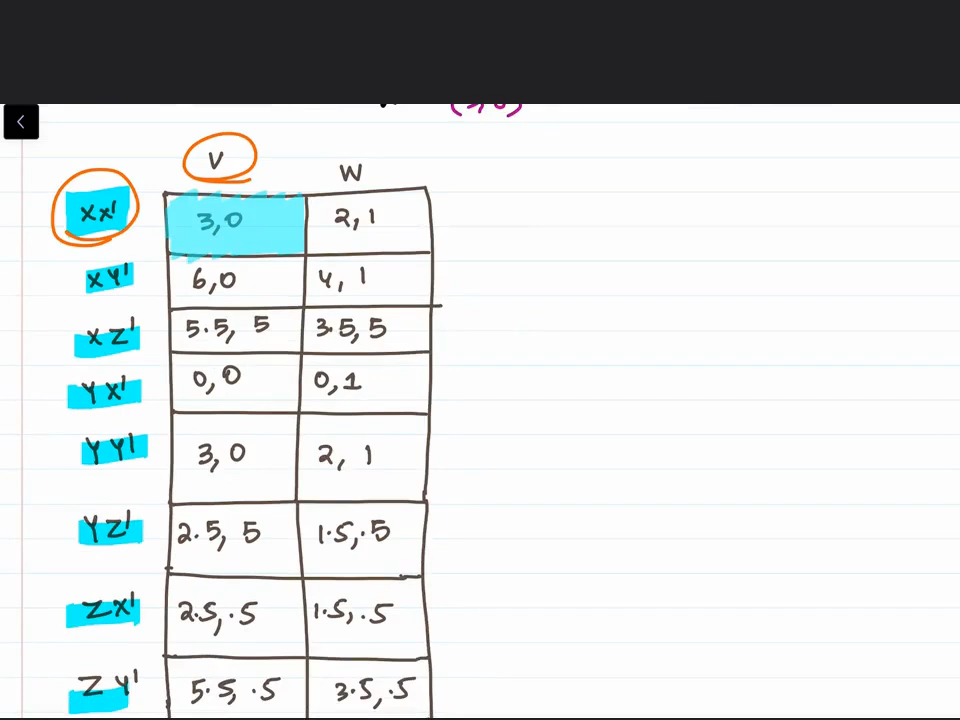 V W
XX' 3,0 2,1
XY' 6,0 4,1
XZ' 5.5, 5 3.5,5
YX' 0,0 0,1
YY' 3,0 2,1
YZ' 2.5, 5 1.5,.5
ZX' 2.5,.5 1.5,.5
ZY' 5.5,.5 3.5,.5